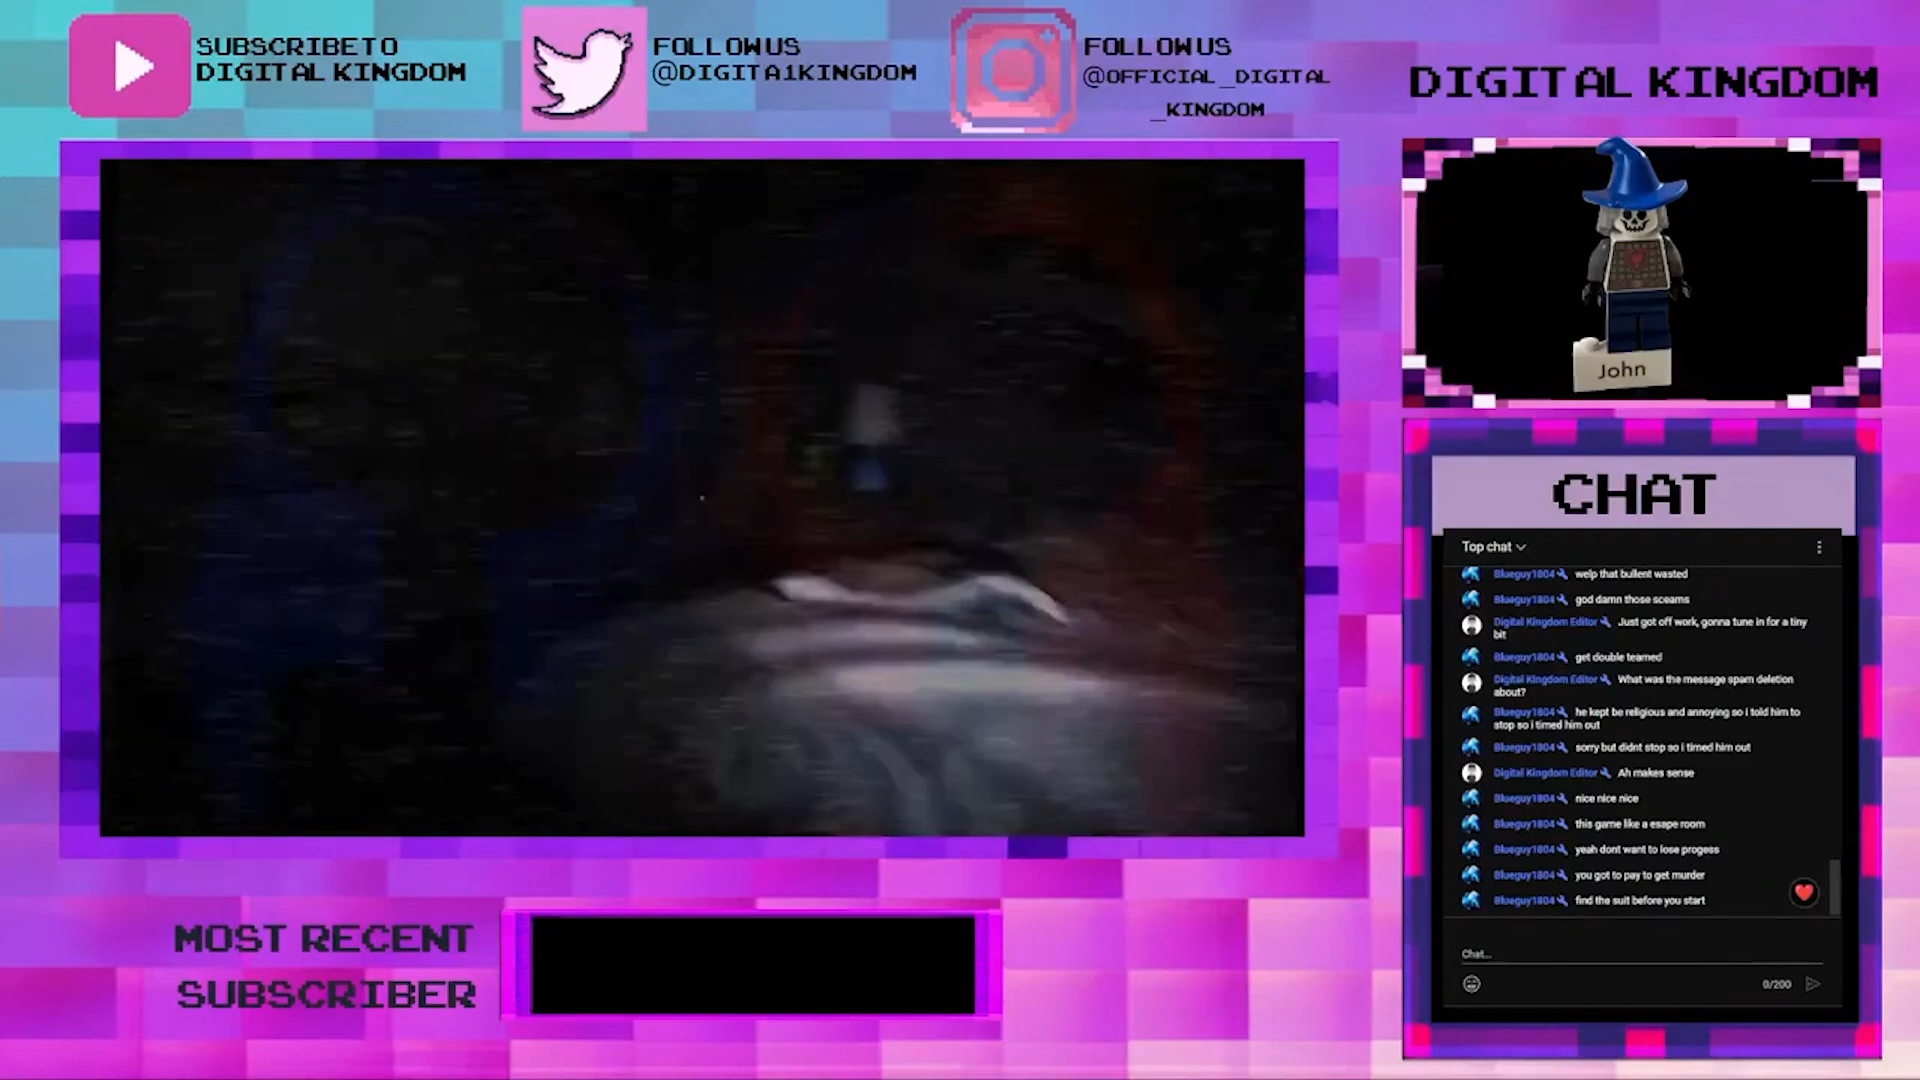 SUBSCRIBE TO
DIGITAL KINGDOM
FOLLOW US
@DIGITA1KINGDOM
FOLLOW US
@OFFICIAL_DIGITAL
_KINGDOM
DIGITAL KINGDOM
John
CHAT
Top chat
Blueguy1804 welp that bullent wasted
Blueguy1804 god damn those sceams
Digital Kingdom Editor Just got off work, gonna tune in for a tiny
bit
Blueguy1804 get double teamed
Digital Kingdom Editor What was the message spam deletion
about?
Blueguy1804 he kept be religious and annoying so i told him to
stop so i timed him out
Blueguy1804 sorry but didnt stop so i timed him out
Digital Kingdom Editor Ah makes sense
Blueguy1804 nice nice nice
Blueguy1804 this game like a esape room
Blueguy1804 yeah dont want to lose progess
Blueguy1804 you got to pay to get murder
Blueguy1804 find the suit before you start
Chat...
0/200
MOST RECENT
SUBSCRIBER